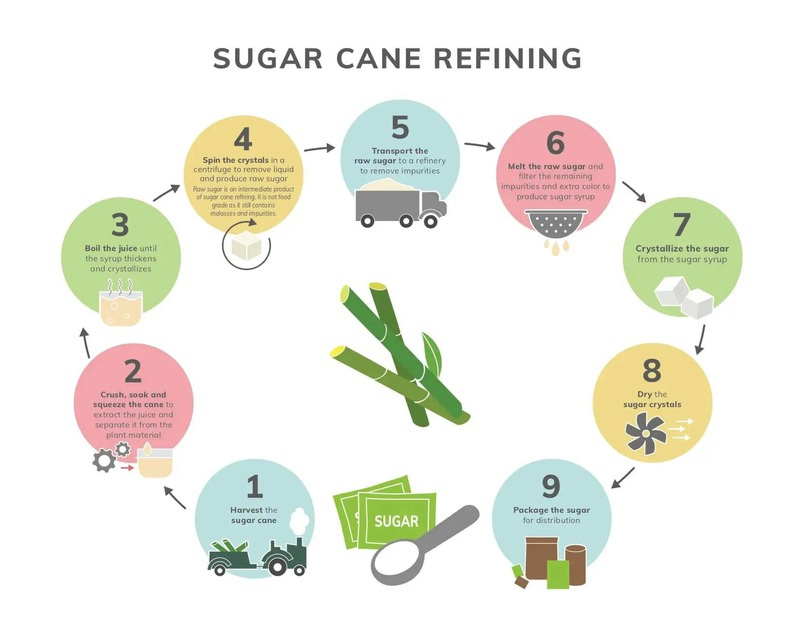 SUGAR CANE REFINING
1
Harvest the
sugar cane
2
Crush, soak and
squeeze the cane to
extract the juice and
separate it from the
plant material
3
Boil the juice until
the syrup thickens
and crystallizes
4
Spin the crystals in a
centrifuge to remove liquid
and produce raw sugar
Raw sugar is an intermediate product
of sugar cane refining. It is not food
grade as it still contains
molasses and impurities.
5
Transport the
raw sugar to a refinery
to remove impurities
6
Melt the raw sugar and
filter the remaining
impurities and extra color to
produce sugar syrup
7
Crystallize the sugar
from the sugar syrup
8
Dry the
sugar crystals
9
Package the sugar
for distribution
SUGAR